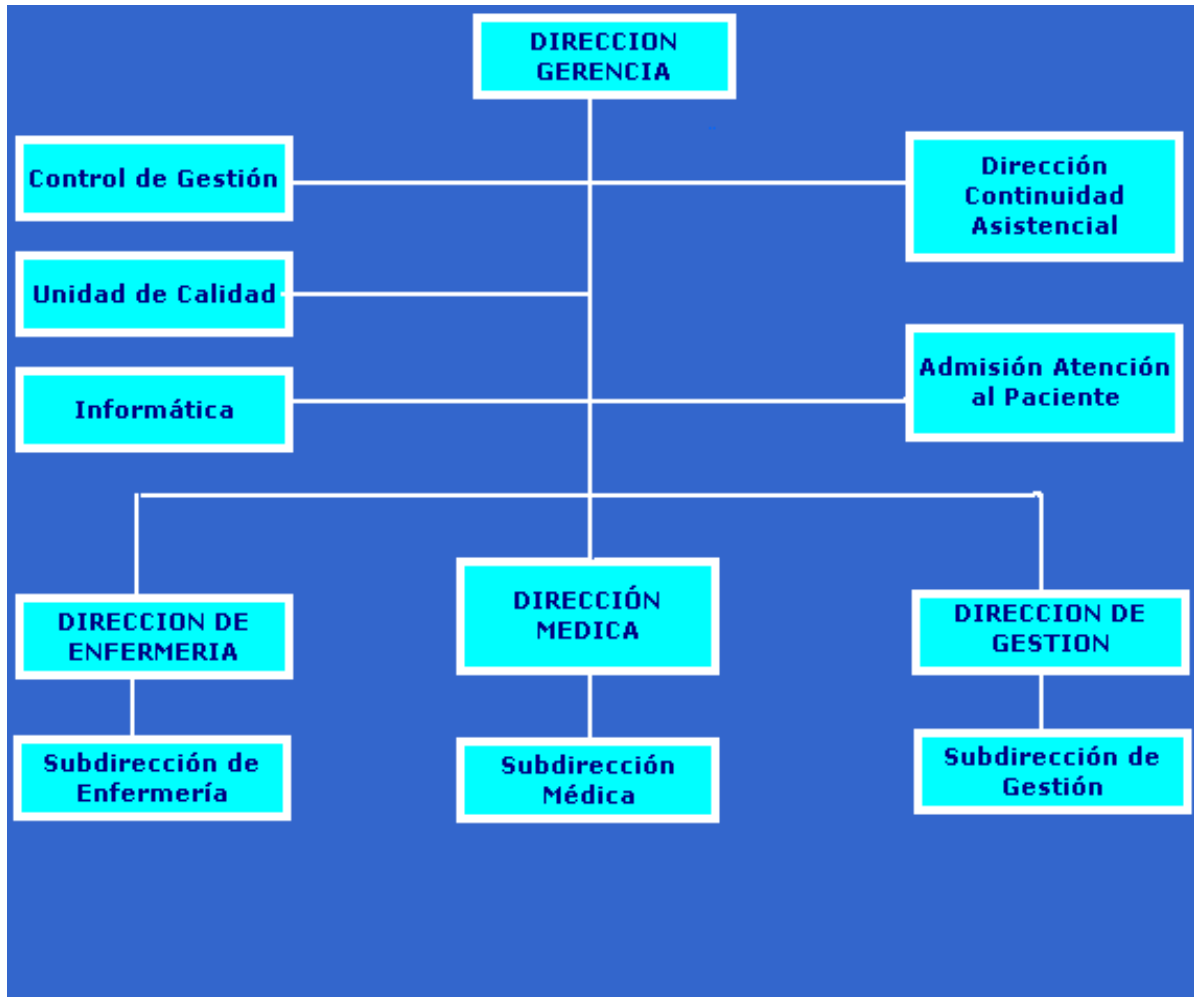 DIRECCION
GERENCIA
Control de Gestión
Dirección
Continuidad
Asistencial
Unidad de Calidad
Admisión Atención
al Paciente
Informática
DIRECCION DE
ENFERMERIA
DIRECCIÓN
MEDICA
DIRECCION DE
GESTION
Subdirección de
Enfermería
Subdirección
Médica
Subdirección de
Gestión